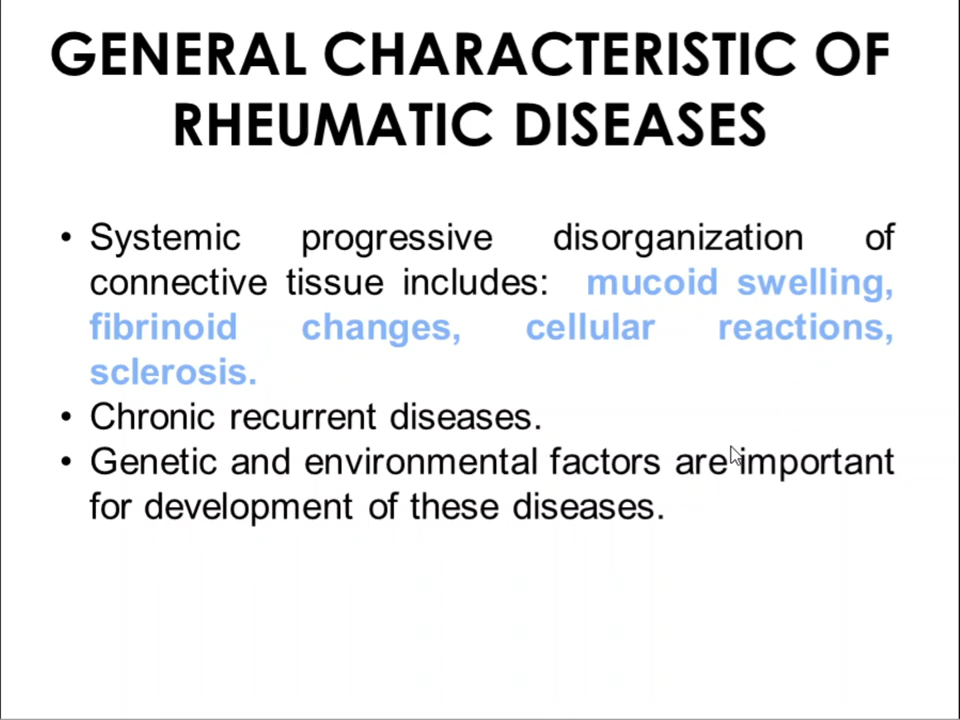 GENERAL CHARACTERISTIC OF
RHEUMATIC DISEASES
• Systemic progressive disorganization of
connective tissue includes: mucoid swelling,
fibrinoid changes, cellular reactions,
sclerosis.
• Chronic recurrent diseases.
• Genetic and environmental factors are important
for development of these diseases.